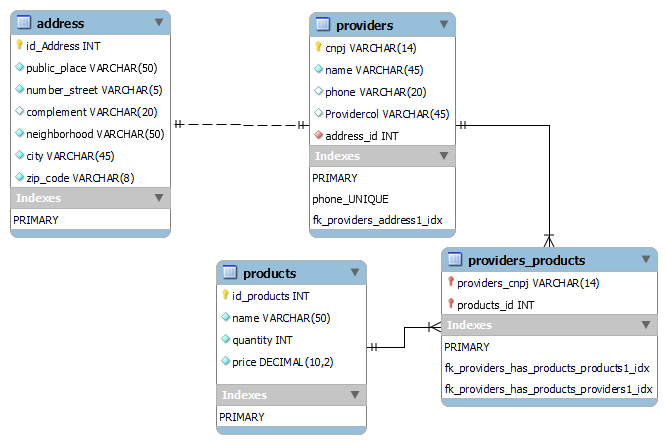 address
id_Address INT
public_place VARCHAR(50)
number_street VARCHAR(5)
complement VARCHAR(20)
neighborhood VARCHAR(50)
city VARCHAR(45)
zip_code VARCHAR(8)
Indexes
PRIMARY
providers
cnpj VARCHAR(14)
name VARCHAR(45)
phone VARCHAR(20)
Providercol VARCHAR(45)
address_id INT
Indexes
PRIMARY
phone_UNIQUE
fk_providers_address1_idx
products
id_products INT
name VARCHAR(50)
quantity INT
price DECIMAL(10,2)
Indexes
PRIMARY
providers_products
providers_cnpj VARCHAR(14)
products_id INT
Indexes
PRIMARY
fk_providers_has_products_products1_idx
fk_providers_has_products_providers1_idx